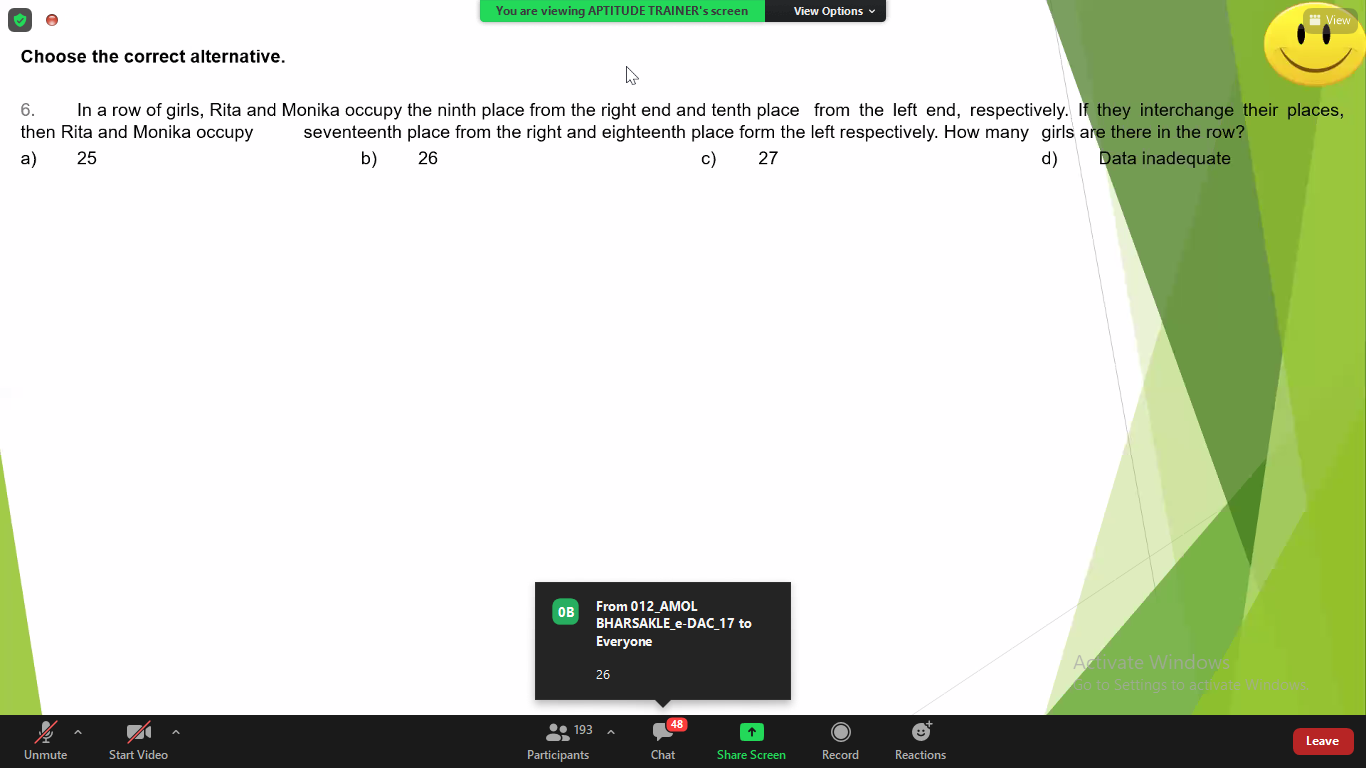 You are viewing APTITUDE TRAINER's screen
View Options
View
Choose the correct alternative.
6. In a row of girls, Rita and Monika occupy the ninth place from the right end and tenth place from the left end, respectively. If they interchange their places,
then Rita and Monika occupy seventeenth place from the right and eighteenth place form the left respectively. How many girls are there in the row?
a) 25 b) 26 c) 27 d) Data inadequate
0B
From 012_AMOL
BHARSAKLE_e-DAC_17 to
Everyone
26
Activate Windows
Go to Settings to activate Windows.
Unmute
Start Video
193
Participants
48
Chat
Share Screen
Record
Reactions
Leave